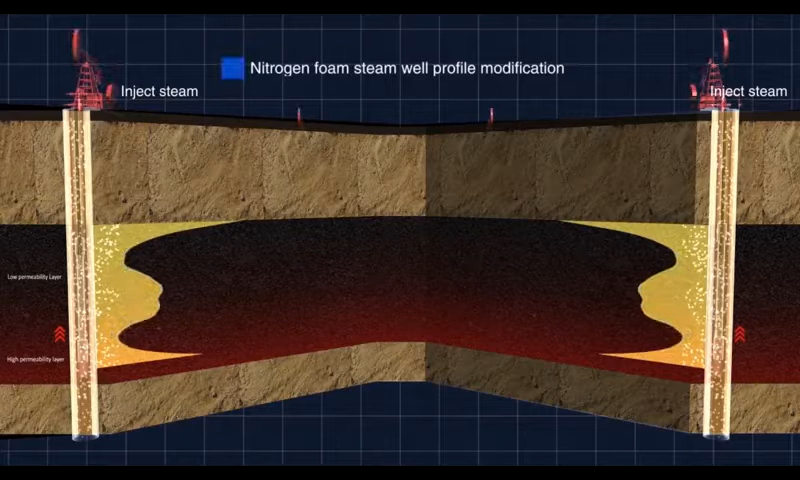 Nitrogen foam steam well profile modification
Inject steam
Inject steam
Low permeability Layer
High permeability layer